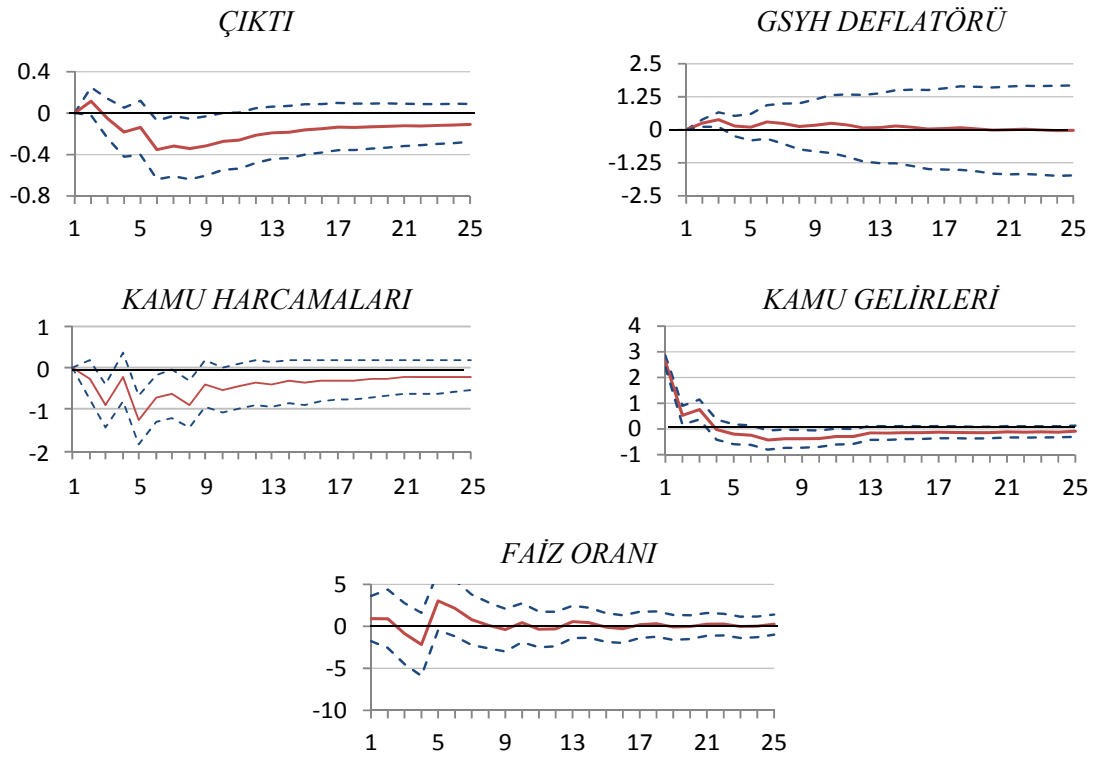 ÇIKTI
0.4
0
-0.4
-0.8
1 5 9 13 17 21 25
GSYH DEFLATÖRÜ
2.5
1.25
0
-1.25
-2.5
1 5 9 13 17 21 25
KAMU HARCAMALARI
1
0
-1
-2
1 5 9 13 17 21 25
KAMU GELİRLERİ
4
3
2
1
0
-1
1 5 9 13 17 21 25
FAİZ ORANI
5
0
-5
-10
1 5 9 13 17 21 25